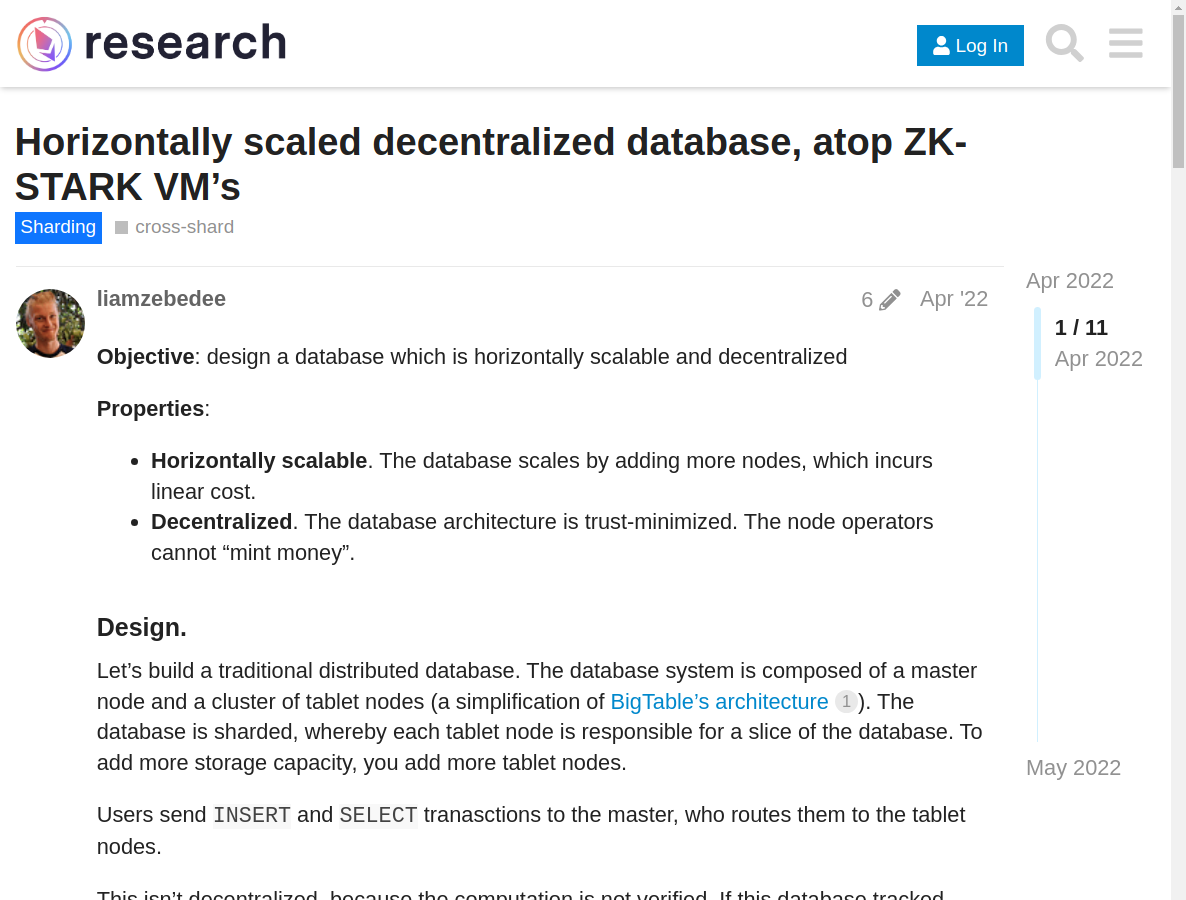 research
Log In
Horizontally scaled decentralized database, atop ZK-
STARK VM’s
Sharding cross-shard
liamzebedee 6 Apr '22
Apr 2022
1 / 11
Apr 2022
Objective: design a database which is horizontally scalable and decentralized
Properties:
Horizontally scalable. The database scales by adding more nodes, which incurs
linear cost.
Decentralized. The database architecture is trust-minimized. The node operators
cannot “mint money”.
Design.
Let’s build a traditional distributed database. The database system is composed of a master
node and a cluster of tablet nodes (a simplification of BigTable’s architecture 1). The
database is sharded, whereby each tablet node is responsible for a slice of the database. To
add more storage capacity, you add more tablet nodes.
May 2022
Users send INSERT and SELECT tranasctions to the master, who routes them to the tablet
nodes.
This isn’t decentralized, because the computation is not verified. If this database tracked